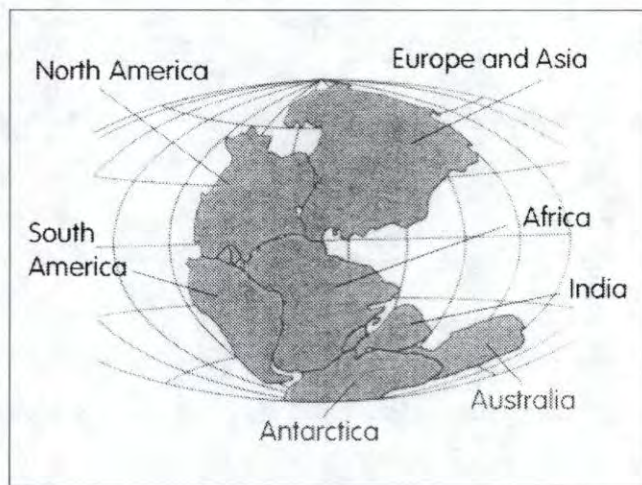 North America
Europe and Asia
Africa
South
America
India
Australia
Antarctica